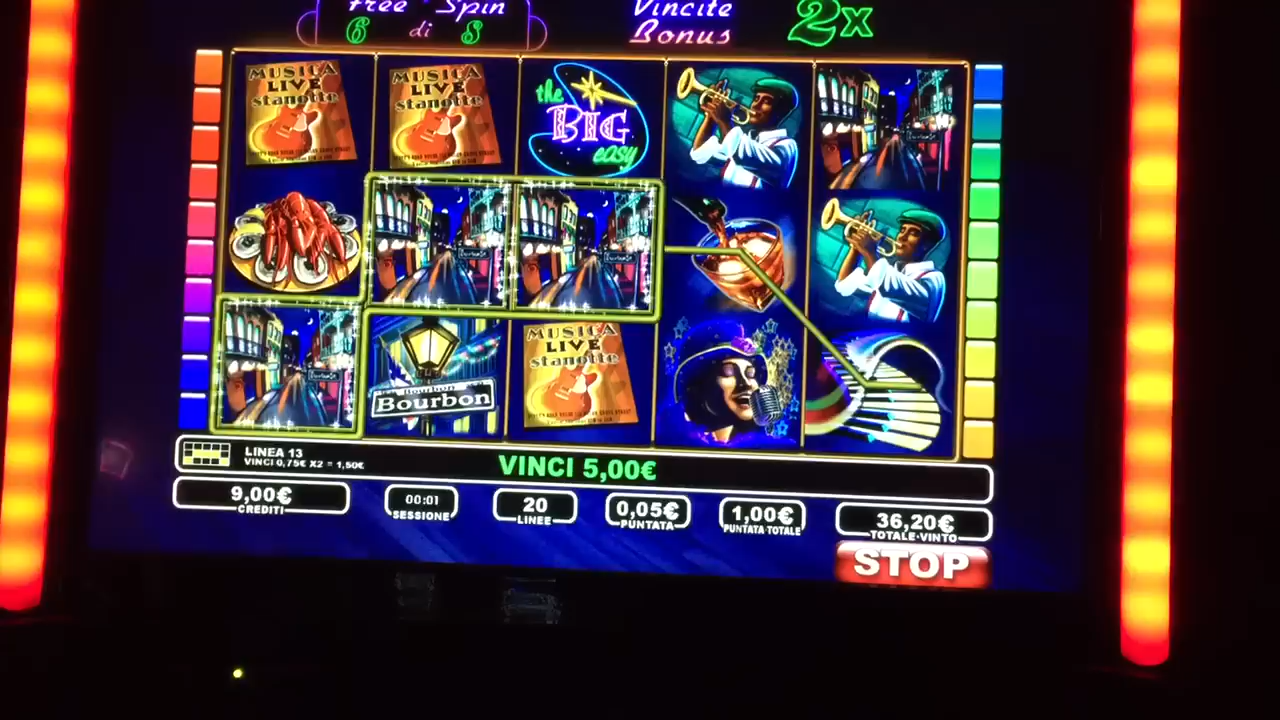 Free Spin
6 di 8
Vincite
Bonus
2x
MUSICA
LIVE
stanotte
MUSICA
LIVE
stanotte
the
BIG
easy
MUSICA
LIVE
stanotte
Bourbon
LINEA 13
VINCI 0,75€ X2 = 1,50€
VINCI 5,00€
9,00€
CREDITI
00:01
SESSIONE
20
LINEE
0,05€
PUNTATA
1,00€
PUNTATA TOTALE
36,20€
TOTALE VINTO
STOP